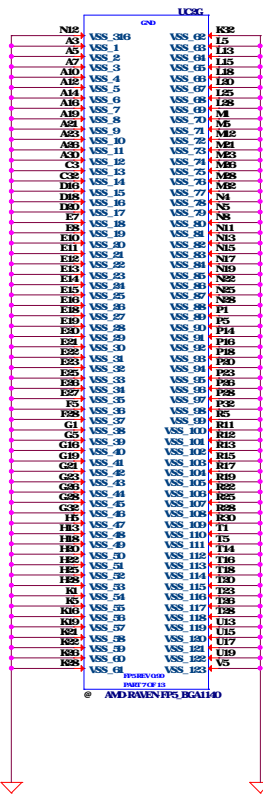 UC2G
GND
N12 VSS_316 VSS_62 K32
A3 VSS_1 VSS_63 L5
A5 VSS_2 VSS_64 L13
A7 VSS_3 VSS_65 L15
A10 VSS_4 VSS_66 L18
A12 VSS_5 VSS_67 L20
A14 VSS_6 VSS_68 L25
A16 VSS_7 VSS_69 L28
A19 VSS_8 VSS_70 M1
A21 VSS_9 VSS_71 M5
A23 VSS_10 VSS_72 M12
A26 VSS_11 VSS_73 M21
A30 VSS_12 VSS_74 M23
C3 VSS_13 VSS_75 M26
C32 VSS_14 VSS_76 M28
D16 VSS_15 VSS_77 M32
D18 VSS_16 VSS_78 N4
D20 VSS_17 VSS_79 N5
E7 VSS_18 VSS_80 N8
E8 VSS_19 VSS_81 N11
E10 VSS_20 VSS_82 N13
E11 VSS_21 VSS_83 N15
E12 VSS_22 VSS_84 N17
E13 VSS_23 VSS_85 N19
E14 VSS_24 VSS_86 N22
E15 VSS_25 VSS_87 N25
E16 VSS_26 VSS_88 N28
E18 VSS_27 VSS_89 P1
E19 VSS_28 VSS_90 P5
E20 VSS_29 VSS_91 P14
E21 VSS_30 VSS_92 P16
E22 VSS_31 VSS_93 P18
E23 VSS_32 VSS_94 P20
E25 VSS_33 VSS_95 P23
E26 VSS_34 VSS_96 P26
E27 VSS_35 VSS_97 P28
F5 VSS_36 VSS_98 P32
F28 VSS_37 VSS_99 R5
G1 VSS_38 VSS_100 R11
G5 VSS_39 VSS_101 R12
G16 VSS_40 VSS_102 R13
G19 VSS_41 VSS_103 R15
G21 VSS_42 VSS_104 R17
G23 VSS_43 VSS_105 R19
G26 VSS_44 VSS_106 R22
G28 VSS_45 VSS_107 R25
G32 VSS_46 VSS_108 R28
H5 VSS_47 VSS_109 R30
H13 VSS_48 VSS_110 T1
H18 VSS_49 VSS_111 T5
H20 VSS_50 VSS_112 T14
H22 VSS_51 VSS_113 T16
H25 VSS_52 VSS_114 T18
H28 VSS_53 VSS_115 T20
K1 VSS_54 VSS_116 T23
K5 VSS_55 VSS_117 T26
K16 VSS_56 VSS_118 T28
K19 VSS_57 VSS_119 U13
K21 VSS_58 VSS_120 U15
K22 VSS_59 VSS_121 U17
K26 VSS_60 VSS_122 U19
K28 VSS_61 VSS_123 V5
FP5 REV 0.90
PART 7 OF 13
@ AMD-RAVEN-FP5_BGA1140